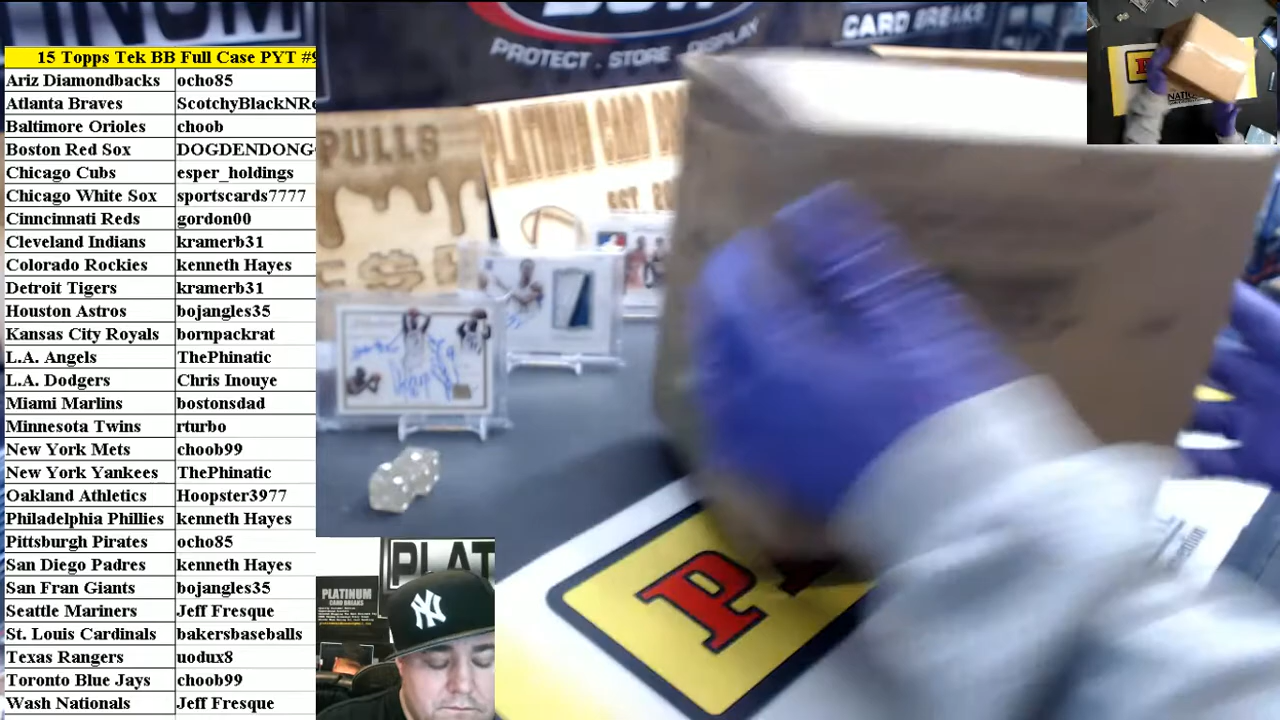 15 Topps Tek BB Full Case PYT #9
Ariz Diamondbacks ocho85
Atlanta Braves ScotchyBlackNRe
Baltimore Orioles choob
Boston Red Sox DOGDENDONG
Chicago Cubs esper_holdings
Chicago White Sox sportscards7777
Cinncinnati Reds gordon00
Cleveland Indians kramerb31
Colorado Rockies kenneth Hayes
Detroit Tigers kramerb31
Houston Astros bojangles35
Kansas City Royals bornpackrat
L.A. Angels ThePhinatic
L.A. Dodgers Chris Inouye
Miami Marlins bostonsdad
Minnesota Twins rturbo
New York Mets choob99
New York Yankees ThePhinatic
Oakland Athletics Hoopster3977
Philadelphia Phillies kenneth Hayes
Pittsburgh Pirates ocho85
San Diego Padres kenneth Hayes
San Fran Giants bojangles35
Seattle Mariners Jeff Fresque
St. Louis Cardinals bakersbaseballs
Texas Rangers uodux8
Toronto Blue Jays choob99
Wash Nationals Jeff Fresque
PROTECT . STORE . DISPLAY
CARD BREAKS
PULLS
PLATINUM CARD
EST.
P
PLAT
PLATINUM
CARD BREAKS
NY